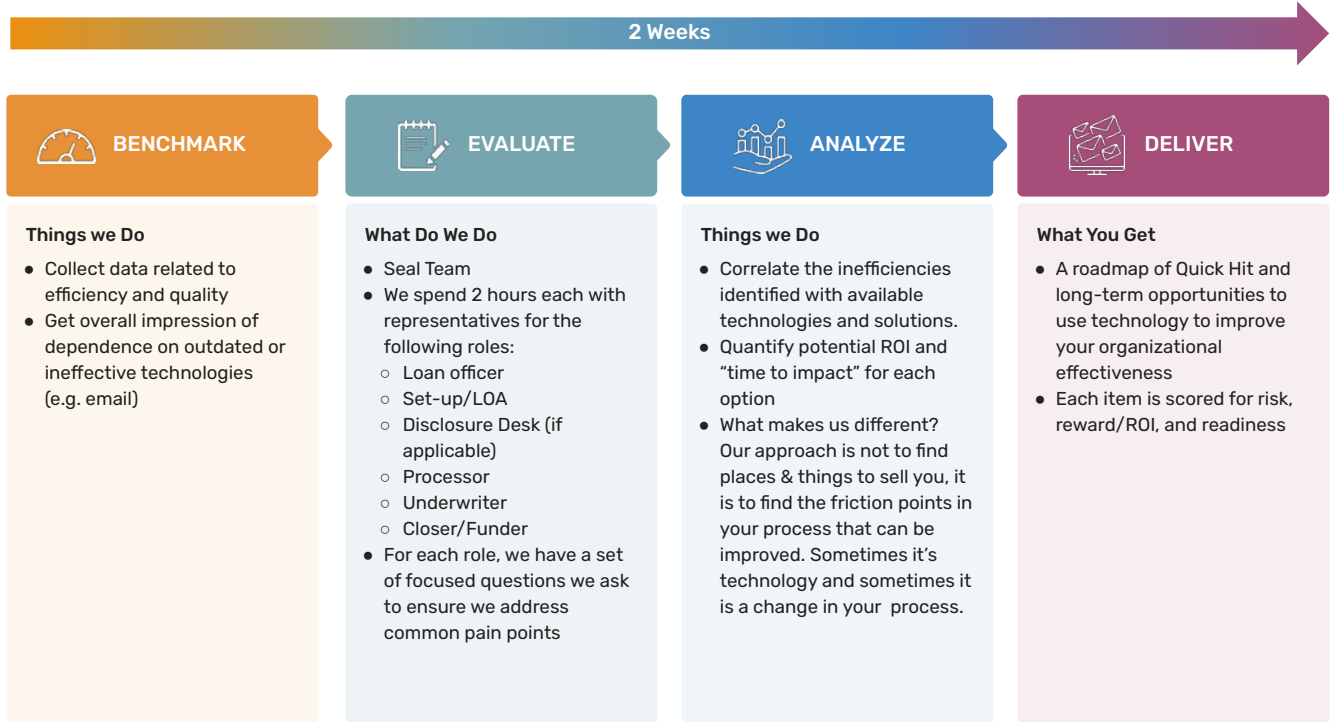 2 Weeks
BENCHMARK
Things we Do
● Collect data related to
efficiency and quality
● Get overall impression of
dependence on outdated or
ineffective technologies
(e.g. email)
EVALUATE
What Do We Do
● Seal Team
● We spend 2 hours each with
representatives for the
following roles:
○ Loan officer
○ Set-up/LOA
○ Disclosure Desk (if
applicable)
○ Processor
○ Underwriter
○ Closer/Funder
● For each role, we have a set
of focused questions we ask
to ensure we address
common pain points
ANALYZE
Things we Do
● Correlate the inefficiencies
identified with available
technologies and solutions.
● Quantify potential ROI and
“time to impact” for each
option
● What makes us different?
Our approach is not to find
places & things to sell you, it
is to find the friction points in
your process that can be
improved. Sometimes it’s
technology and sometimes it
is a change in your  process.
DELIVER
What You Get
● A roadmap of Quick Hit and
long-term opportunities to
use technology to improve
your organizational
effectiveness
● Each item is scored for risk,
reward/ROI, and readiness